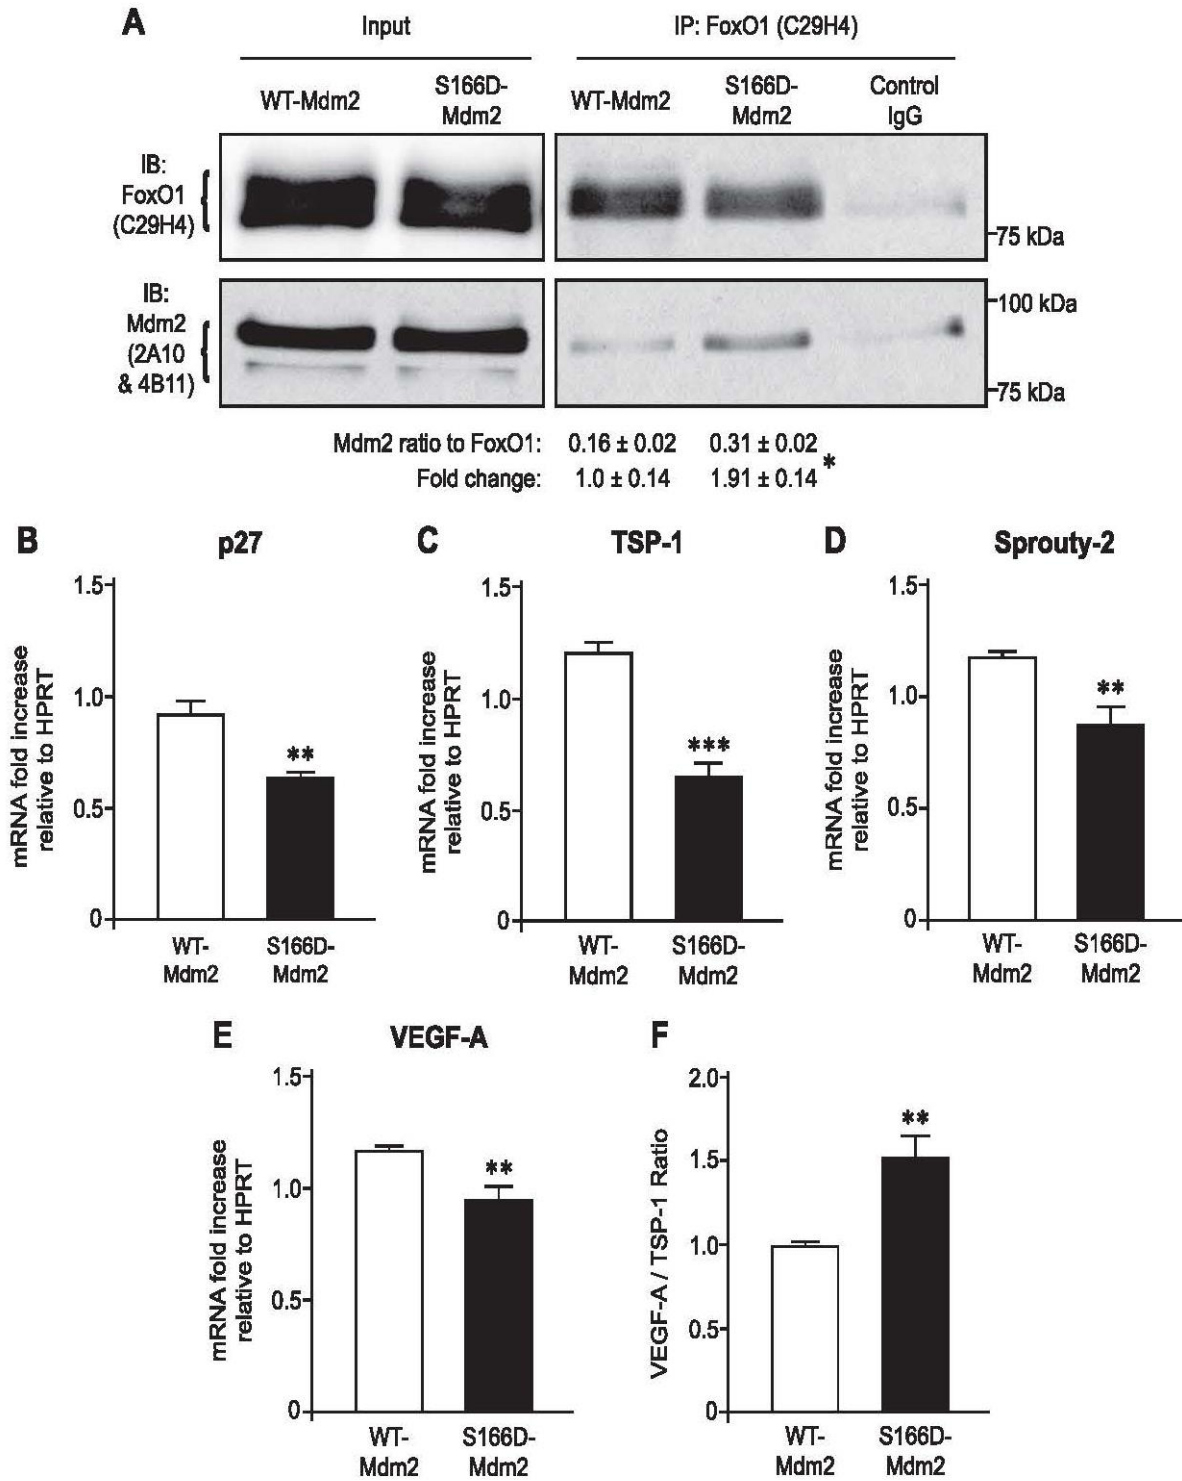 A
Input
IP: FoxO1 (C29H4)
WT-Mdm2
S166D-
Mdm2
WT-Mdm2
S166D-
Mdm2
Control
IgG
IB:
FoxO1
(C29H4)
75 kDa
IB:
Mdm2
(2A10
& 4B11)
100 kDa
75 kDa
Mdm2 ratio to FoxO1: 0.16 ± 0.02 0.31 ± 0.02
*
Fold change: 1.0 ± 0.14 1.91 ± 0.14
B
p27
mRNA fold increase
relative to HPRT
1.5
1.0
0.5
0
**
WT-
Mdm2
S166D-
Mdm2
C
TSP-1
mRNA fold increase
relative to HPRT
1.5
1.0
0.5
0
***
WT-
Mdm2
S166D-
Mdm2
D
Sprouty-2
mRNA fold increase
relative to HPRT
1.5
1.0
0.5
0
**
WT-
Mdm2
S166D-
Mdm2
E
VEGF-A
mRNA fold increase
relative to HPRT
1.5
1.0
0.5
0
**
WT-
Mdm2
S166D-
Mdm2
F
VEGF-A / TSP-1 Ratio
2.0
1.5
1.0
0.5
0
**
WT-
Mdm2
S166D-
Mdm2